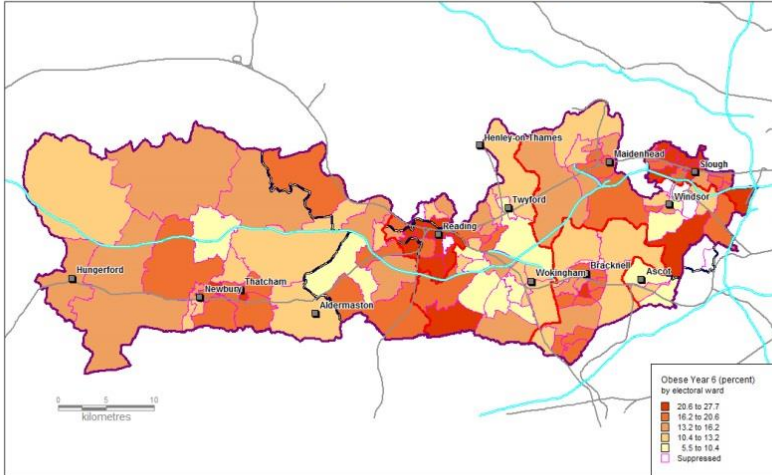 Henley-on-Thames
Maidenhead
Slough
Windsor
Twyford
Reading
Hungerford
Newbury
Thatcham
Aldermaston
Wokingham
Bracknell
Ascot
0 5 10
kilometres
Obese Year 6 (percent)
by electoral ward
20.6 to 27.7
16.2 to 20.6
13.2 to 16.2
10.4 to 13.2
5.5 to 10.4
Suppressed